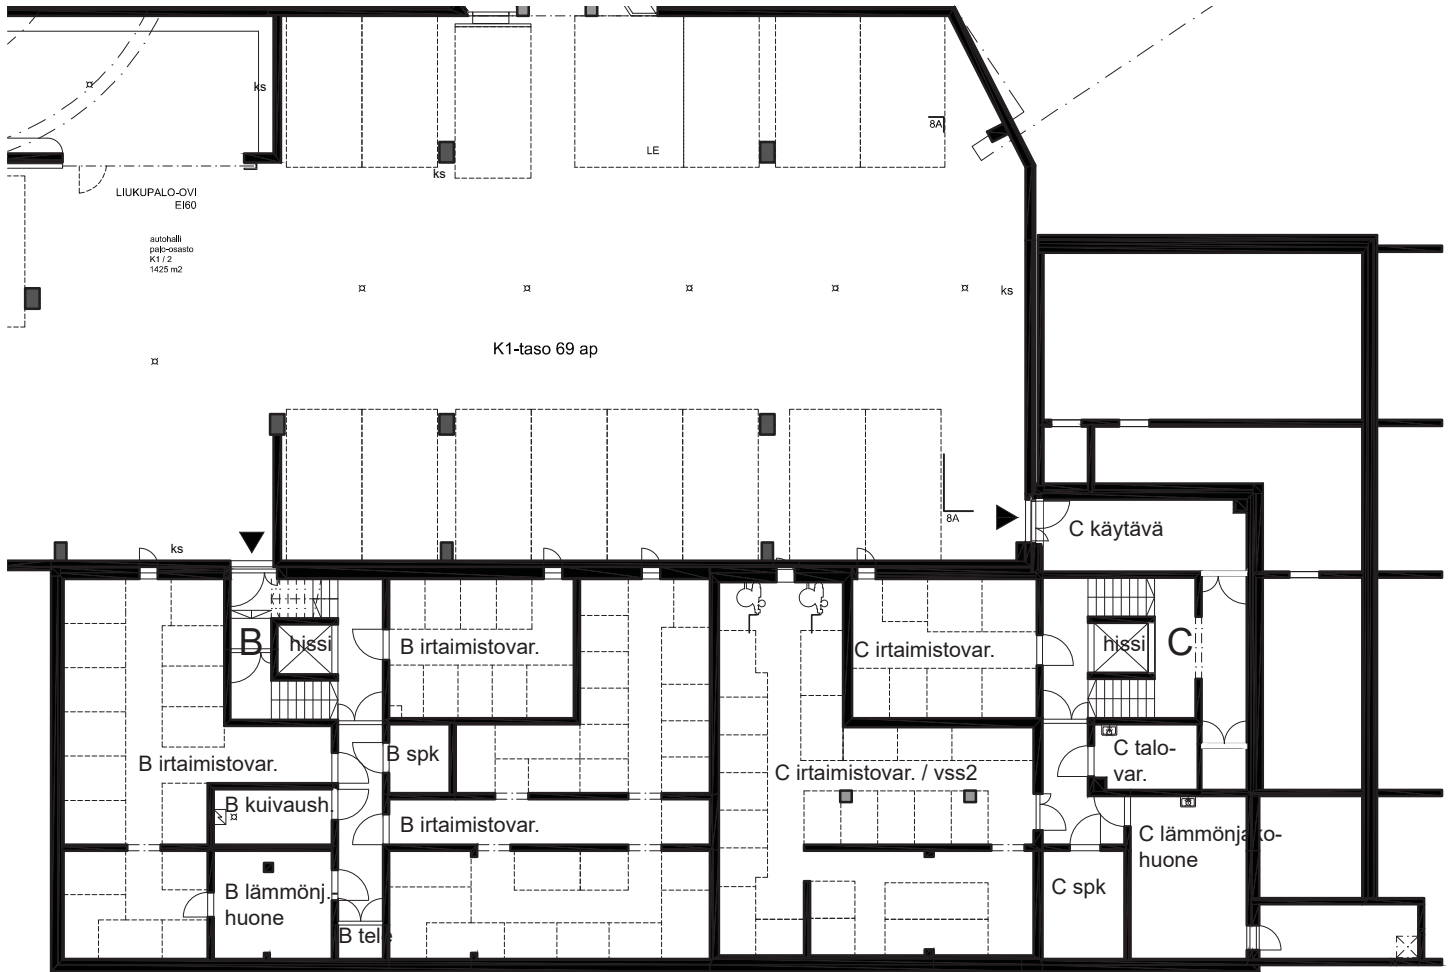 ks
8A
LE
ks
LIUKUPALO-OVI
EI60
autohalli
palo-osasto
K1 / 2
1425 m2
ks
K1-taso 69 ap
8A
C käytävä
ks
B
hissi
B irtaimistovar.
C irtaimistovar.
hissi
C
B irtaimistovar.
B spk
C irtaimistovar. / vss2
C talo-
var.
B kuivaush.
B irtaimistovar.
C lämmönjako-
huone
B lämmönj.-
huone
C spk
B tele